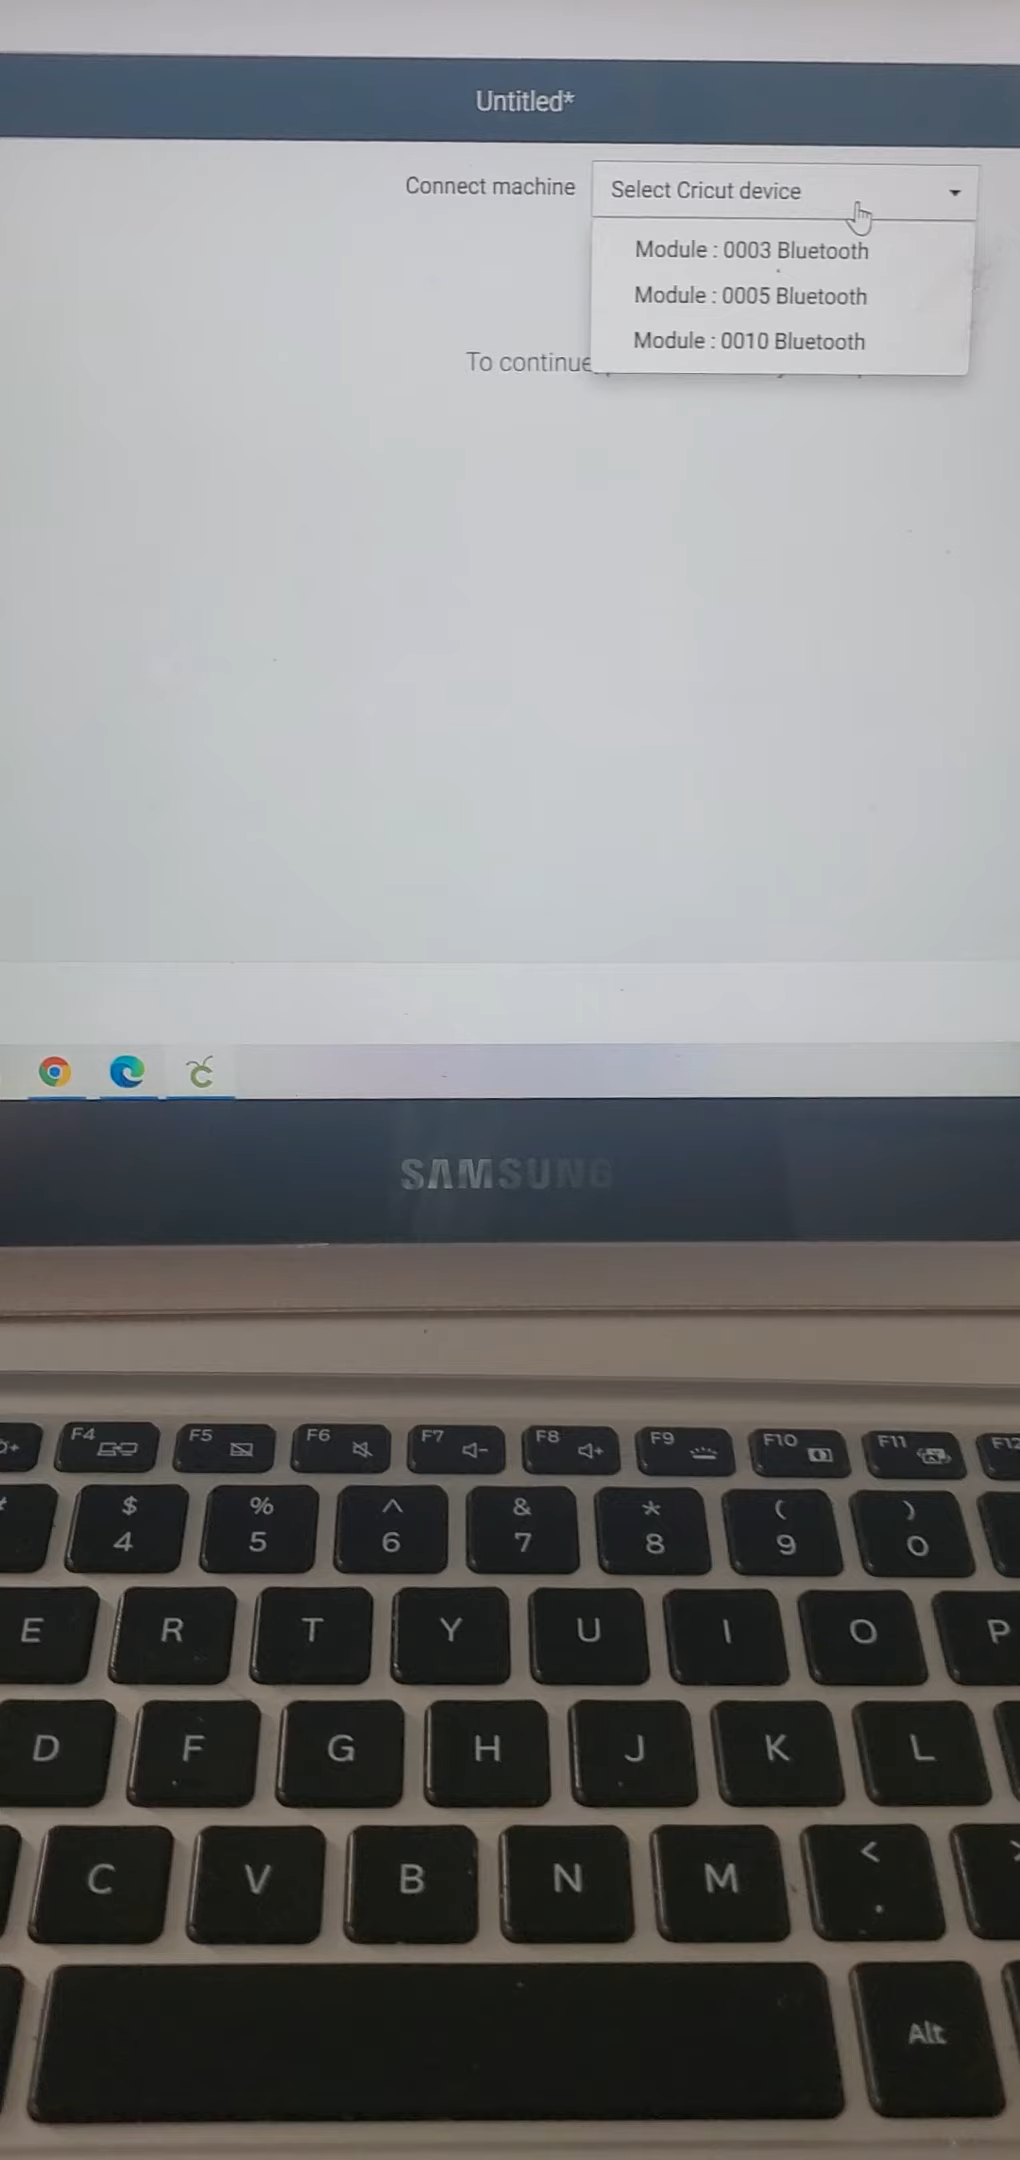 Untitled*
Connect machine
Select Cricut device
Module : 0003 Bluetooth
Module : 0005 Bluetooth
Module : 0010 Bluetooth
To continue
SAMSUNG
F4 F5 F6 F7 F8 F9 F10 F11 F12
$ % ^ & * ( )
4 5 6 7 8 9 0
E R T Y U I O P
D F G H J K L
C V B N M <
Alt